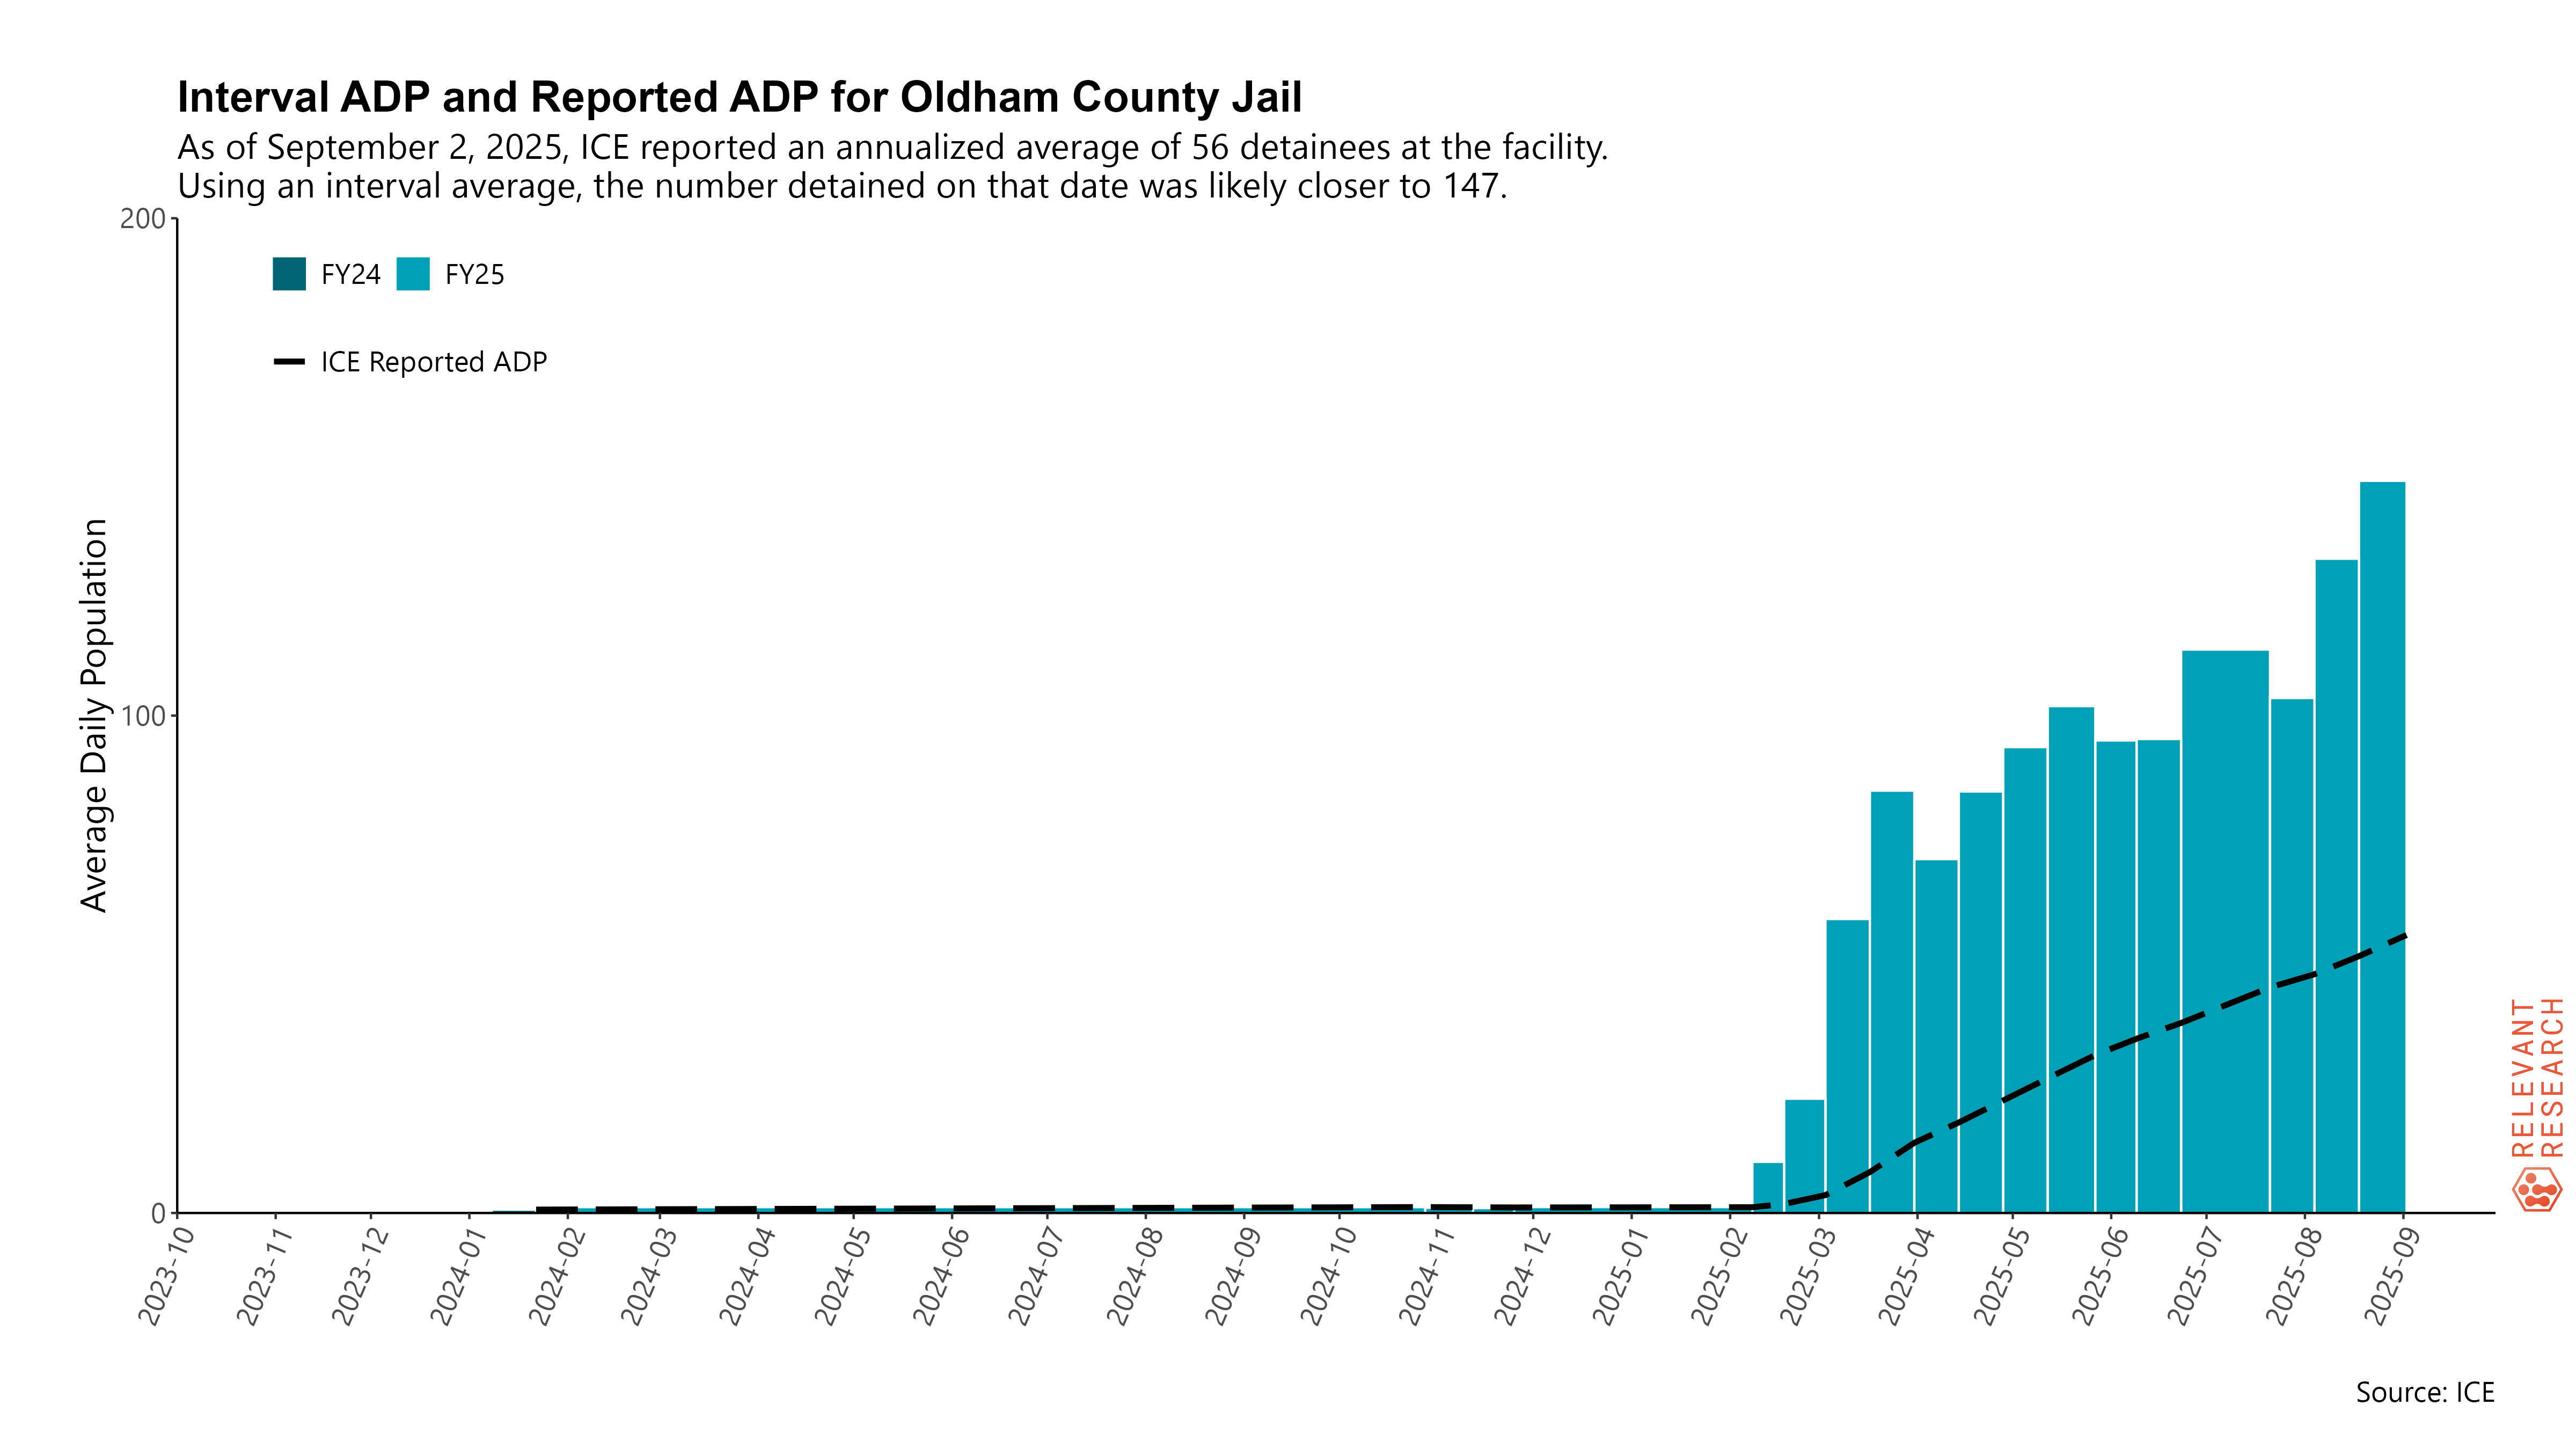 Interval ADP and Reported ADP for Oldham County Jail
As of September 2, 2025, ICE reported an annualized average of 56 detainees at the facility.
Using an interval average, the number detained on that date was likely closer to 147.
200
FY24
FY25
ICE Reported ADP
Average Daily Population
100
0
2023-10
2023-11
2023-12
2024-01
2024-02
2024-03
2024-04
2024-05
2024-06
2024-07
2024-08
2024-09
2024-10
2024-11
2024-12
2025-01
2025-02
2025-03
2025-04
2025-05
2025-06
2025-07
2025-08
2025-09
RELEVANT
RESEARCH
Source: ICE